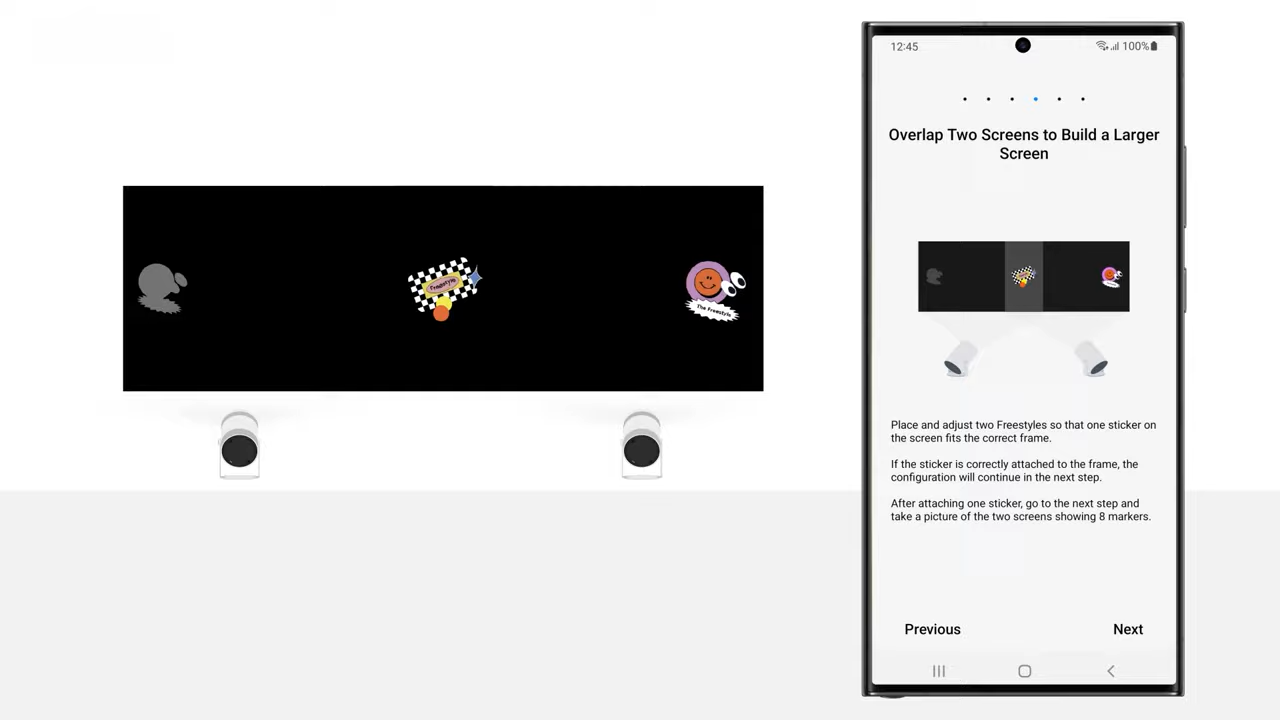 12:45
100%
Overlap Two Screens to Build a Larger
Screen
Freestyle
The Freestyle
Place and adjust two Freestyles so that one sticker on
the screen fits the correct frame.
If the sticker is correctly attached to the frame, the
configuration will continue in the next step.
After attaching one sticker, go to the next step and
take a picture of the two screens showing 8 markers.
Previous
Next